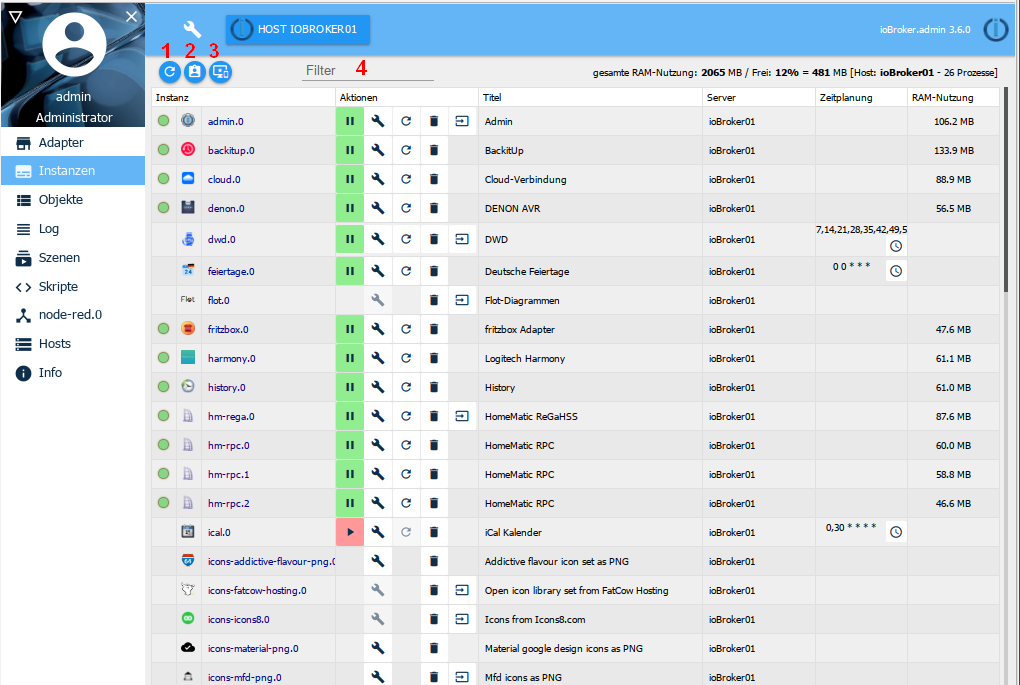 HOST IOBROKER01
ioBroker.admin 3.6.0
admin
Administrator
Adapter
Instanzen
Objekte
Log
Szenen
Skripte
node-red.0
Hosts
Info
1 2 3
Filter 4
gesamte RAM-Nutzung: 2065 MB / Frei: 12% = 481 MB [Host: ioBroker01 - 26 Prozesse]
Instanz Aktionen Titel Server Zeitplanung RAM-Nutzung
admin.0 Admin ioBroker01 106.2 MB
backitup.0 BackitUp ioBroker01 133.9 MB
cloud.0 Cloud-Verbindung ioBroker01 88.9 MB
denon.0 DENON AVR ioBroker01 56.5 MB
dwd.0 DWD ioBroker01 7,14,21,28,35,42,49,5
24 feiertage.0 Deutsche Feiertage ioBroker01 0 0 * * *
Flot flot.0 Flot-Diagrammen ioBroker01
fritzbox.0 fritzbox Adapter ioBroker01 47.6 MB
harmony.0 Logitech Harmony ioBroker01 61.1 MB
history.0 History ioBroker01 61.0 MB
hm-rega.0 HomeMatic ReGaHSS ioBroker01 87.6 MB
hm-rpc.0 HomeMatic RPC ioBroker01 60.0 MB
hm-rpc.1 HomeMatic RPC ioBroker01 58.8 MB
hm-rpc.2 HomeMatic RPC ioBroker01 46.6 MB
ical.0 iCal Kalender ioBroker01 0,30 * * * *
icons-addictive-flavour-png.0 Addictive flavour icon set as PNG ioBroker01
icons-fatcow-hosting.0 Open icon library set from FatCow Hosting ioBroker01
icons-icons8.0 Icons from Icons8.com ioBroker01
icons-material-png.0 Material google design icons as PNG ioBroker01
icons-mfd-png.0 Mfd icons as PNG ioBroker01